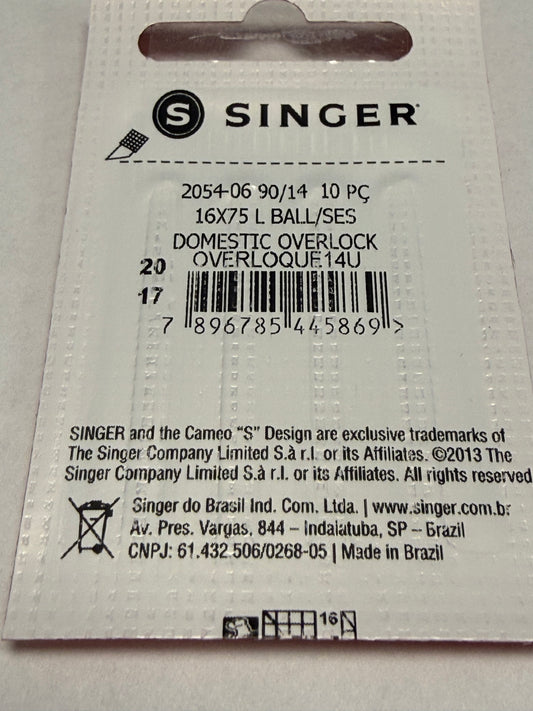 S SINGER
2054-06 90/14 10 PÇ
16X75 L BALL/SES
DOMESTIC OVERLOCK
OVERLOQUE14U
20
17
7 896785 445869 >
SINGER and the Cameo "S" Design are exclusive trademarks of
The Singer Company Limited S.à r.l. or its Affiliates. ©2013 The
Singer Company Limited S.à r.l. or its Affiliates. All rights reserved
Singer do Brasil Ind. Com. Ltda. | www.singer.com.br
Av. Pres. Vargas, 844 – Indaiatuba, SP – Brazil
CNPJ: 61.432.506/0268-05 | Made in Brazil
16